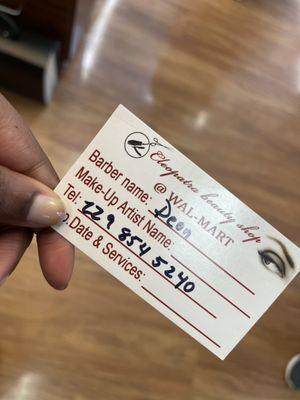 Cleopatra beauty shop
@ WAL-MART
Barber name: Deon
Make-Up Artist Name:
Tel: 229 854 5240
Date & Services: